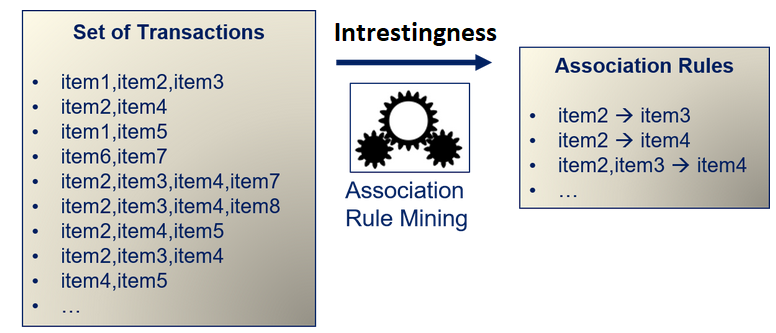 Set of Transactions
• item1,item2,item3
• item2,item4
• item1,item5
• item6,item7
• item2,item3,item4,item7
• item2,item3,item4,item8
• item2,item4,item5
• item2,item3,item4
• item4,item5
• ...
Intrestingness
Association
Rule Mining
Association Rules
• item2 → item3
• item2 → item4
• item2,item3 → item4
• ...